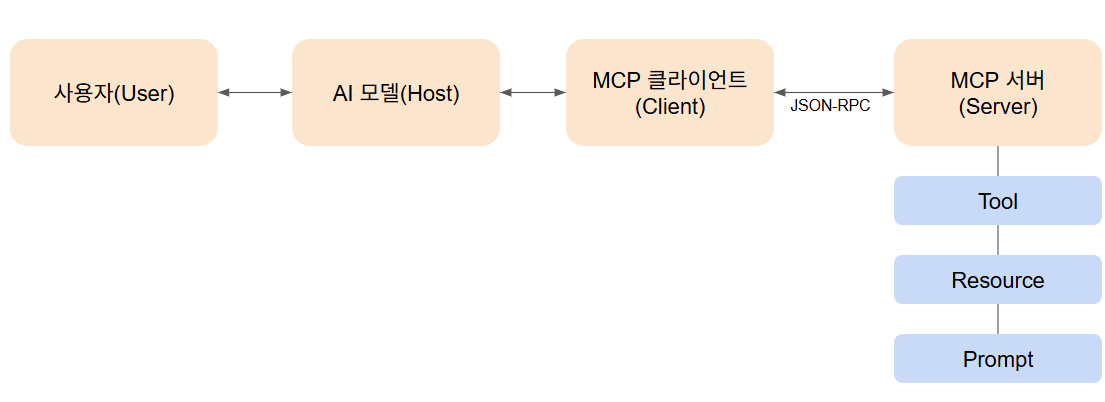 사용자(User)
AI 모델(Host)
MCP 클라이언트
(Client)
JSON-RPC
MCP 서버
(Server)
Tool
Resource
Prompt